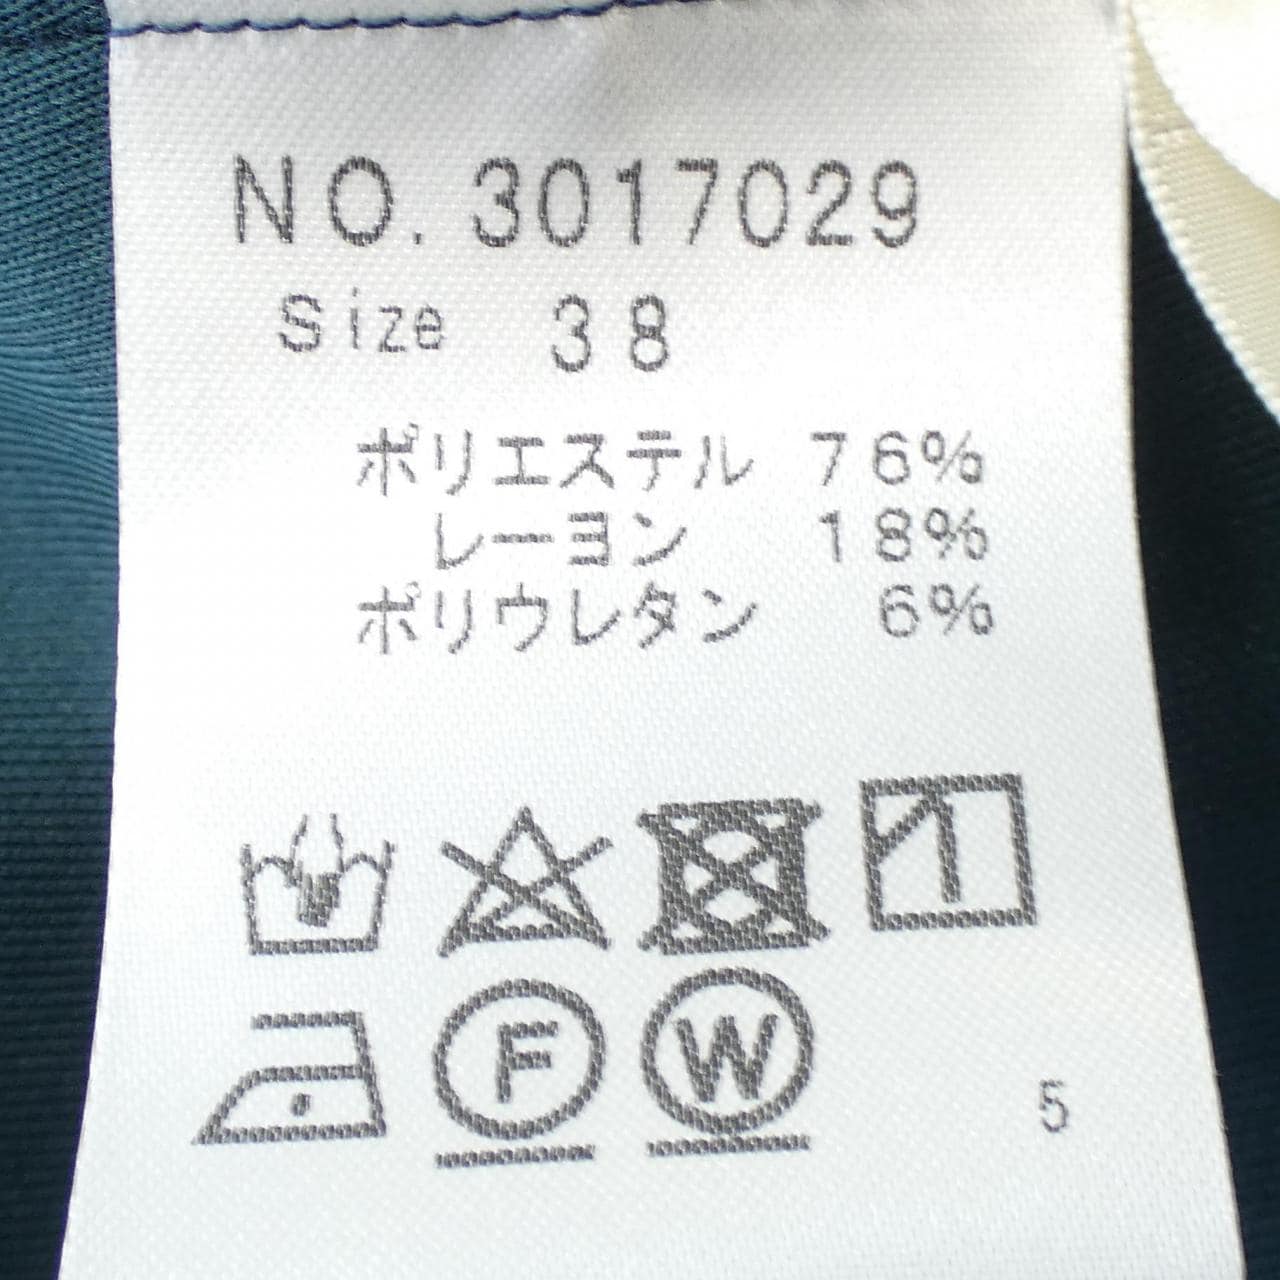 NO. 3017029
Size 38
ポリエステル 76%
レーヨン 18%
ポリウレタン 6%
F W
5